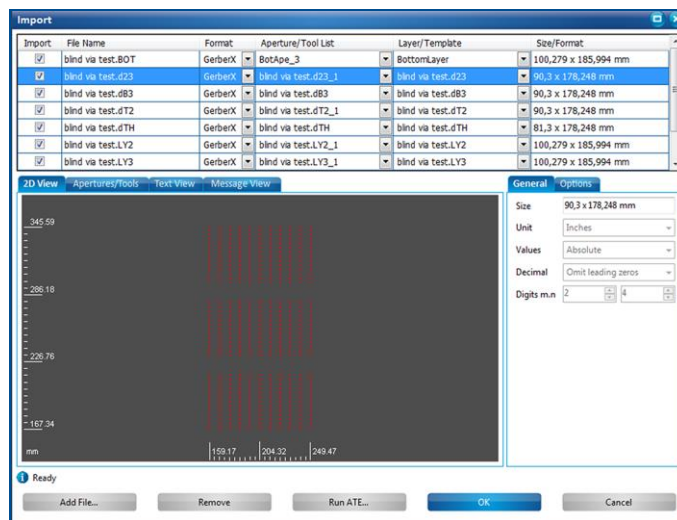 Import
Import File Name Format Aperture/Tool List Layer/Template Size/Format
blind via test.BOT GerberX BotApe_3 BottomLayer 100,279 x 185,994 mm
blind via test.d23 GerberX blind via test.d23_1 blind via test.d23 90,3 x 178,248 mm
blind via test.dB3 GerberX blind via test.dB3 blind via test.dB3 90,3 x 178,248 mm
blind via test.dT2 GerberX blind via test.dT2_1 blind via test.dT2 90,3 x 178,248 mm
blind via test.dTH GerberX blind via test.dTH blind via test.dTH 81,3 x 178,248 mm
blind via test.LY2 GerberX blind via test.LY2_1 blind via test.LY2 100,279 x 185,994 mm
blind via test.LY3 GerberX blind via test.LY3_1 blind via test.LY3 100,279 x 185,994 mm
2D View Apertures/Tools Text View Message View General Options
Size 90,3 x 178,248 mm
Unit Inches
Values Absolute
Decimal Omit leading zeros
Digits m.n 2 4
345.59
286.18
226.76
167.34
mm 159.17 204.32 249.47
Ready
Add File... Remove Run ATE... OK Cancel